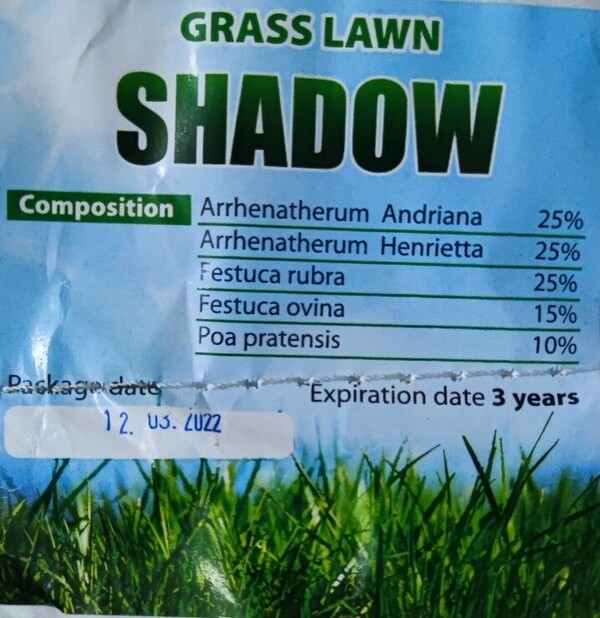 GRASS LAWN
SHADOW
Composition
Arrhenatherum Andriana 25%
Arrhenatherum Henrietta 25%
Festuca rubra 25%
Festuca ovina 15%
Poa pratensis 10%
Package date
Expiration date 3 years
12. 03. 2022